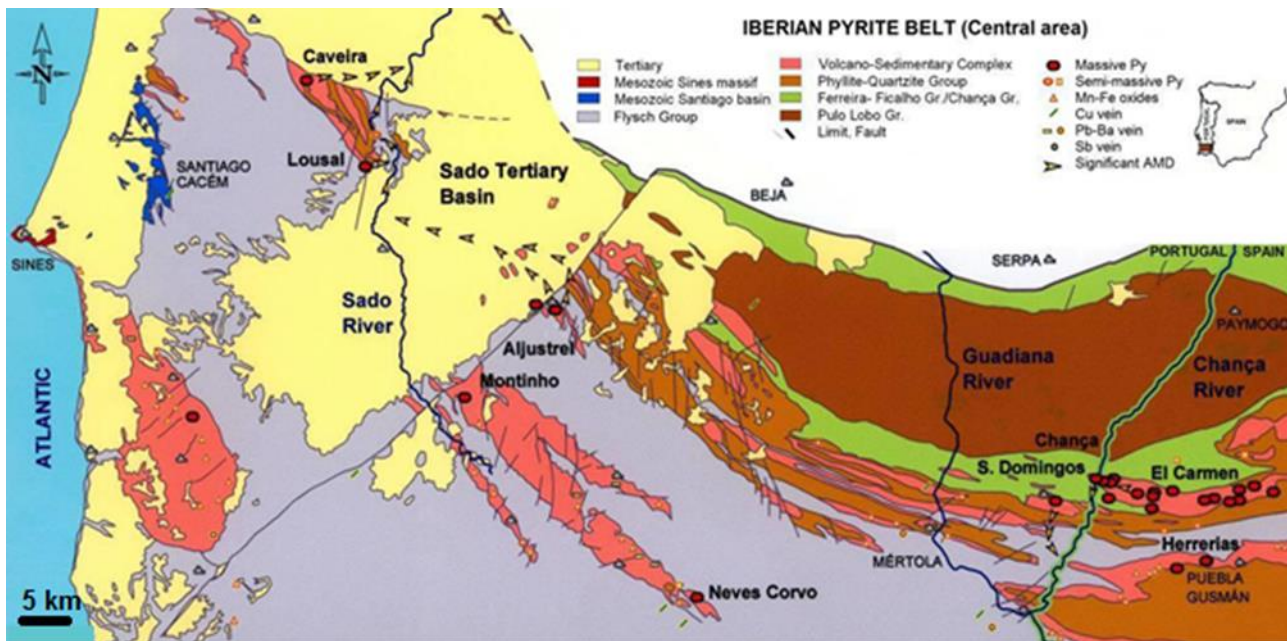 IBERIAN PYRITE BELT (Central area)
Tertiary
Mesozoic Sines massif
Mesozoic Santiago basin
Flysch Group
Volcano-Sedimentary Complex
Phyllite-Quartzite Group
Ferreira- Ficalho Gr./Chança Gr.
Pulo Lobo Gr.
Limit, Fault
Massive Py
Semi-massive Py
Mn-Fe oxides
Cu vein
Pb-Ba vein
Sb vein
Significant AMD
SPAIN
N
Caveira
Lousal
SANTIAGO
CACÉM
Sado Tertiary
Basin
BEJA
SINES
SERPA
PORTUGAL
SPAIN
Sado
River
PAYMOGO
Aljustrel
Montinho
Guadiana
River
Chança
River
ATLANTIC
Chança
S. Domingos
El Carmen
MÉRTOLA
Herrerias
PUEBLA
GUSMÁN
Neves Corvo
5 km